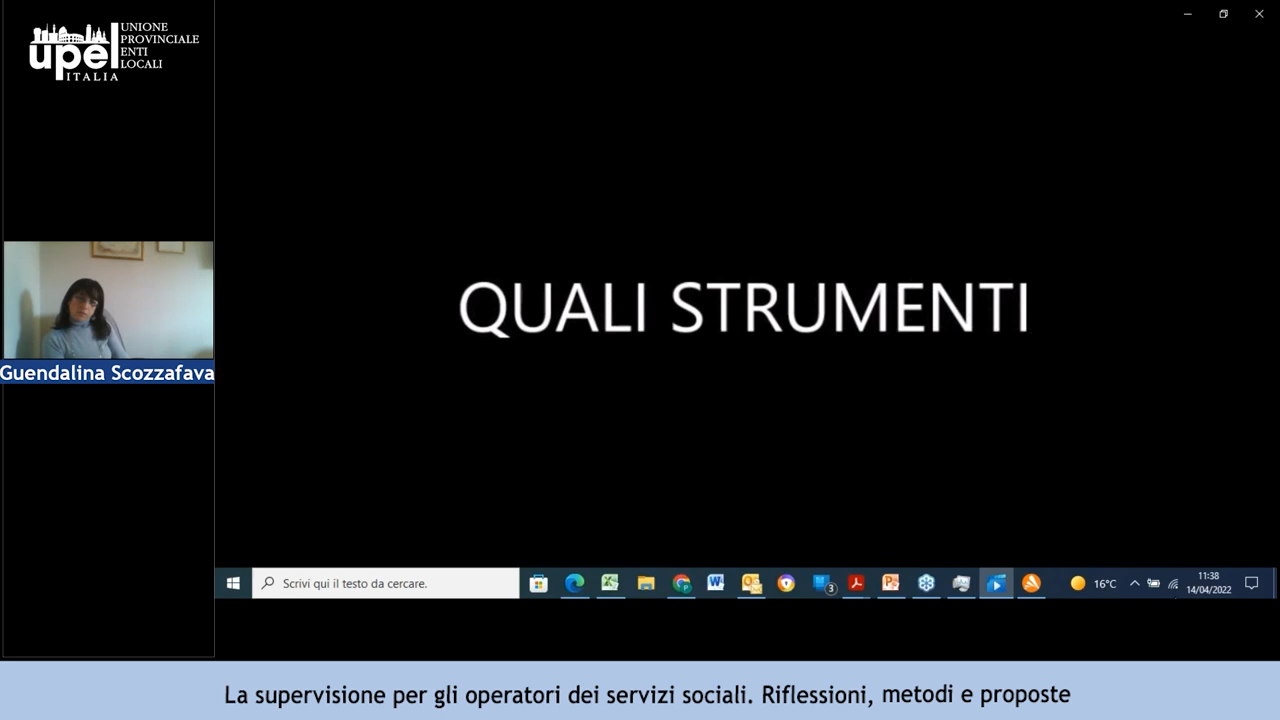 upel
ITALIA
UNIONE
PROVINCIALE
ENTI
LOCALI
QUALI STRUMENTI
Guendalina Scozzafava
Scrivi qui il testo da cercare.
3
16°C
11:38
14/04/2022
La supervisione per gli operatori dei servizi sociali. Riflessioni, metodi e proposte